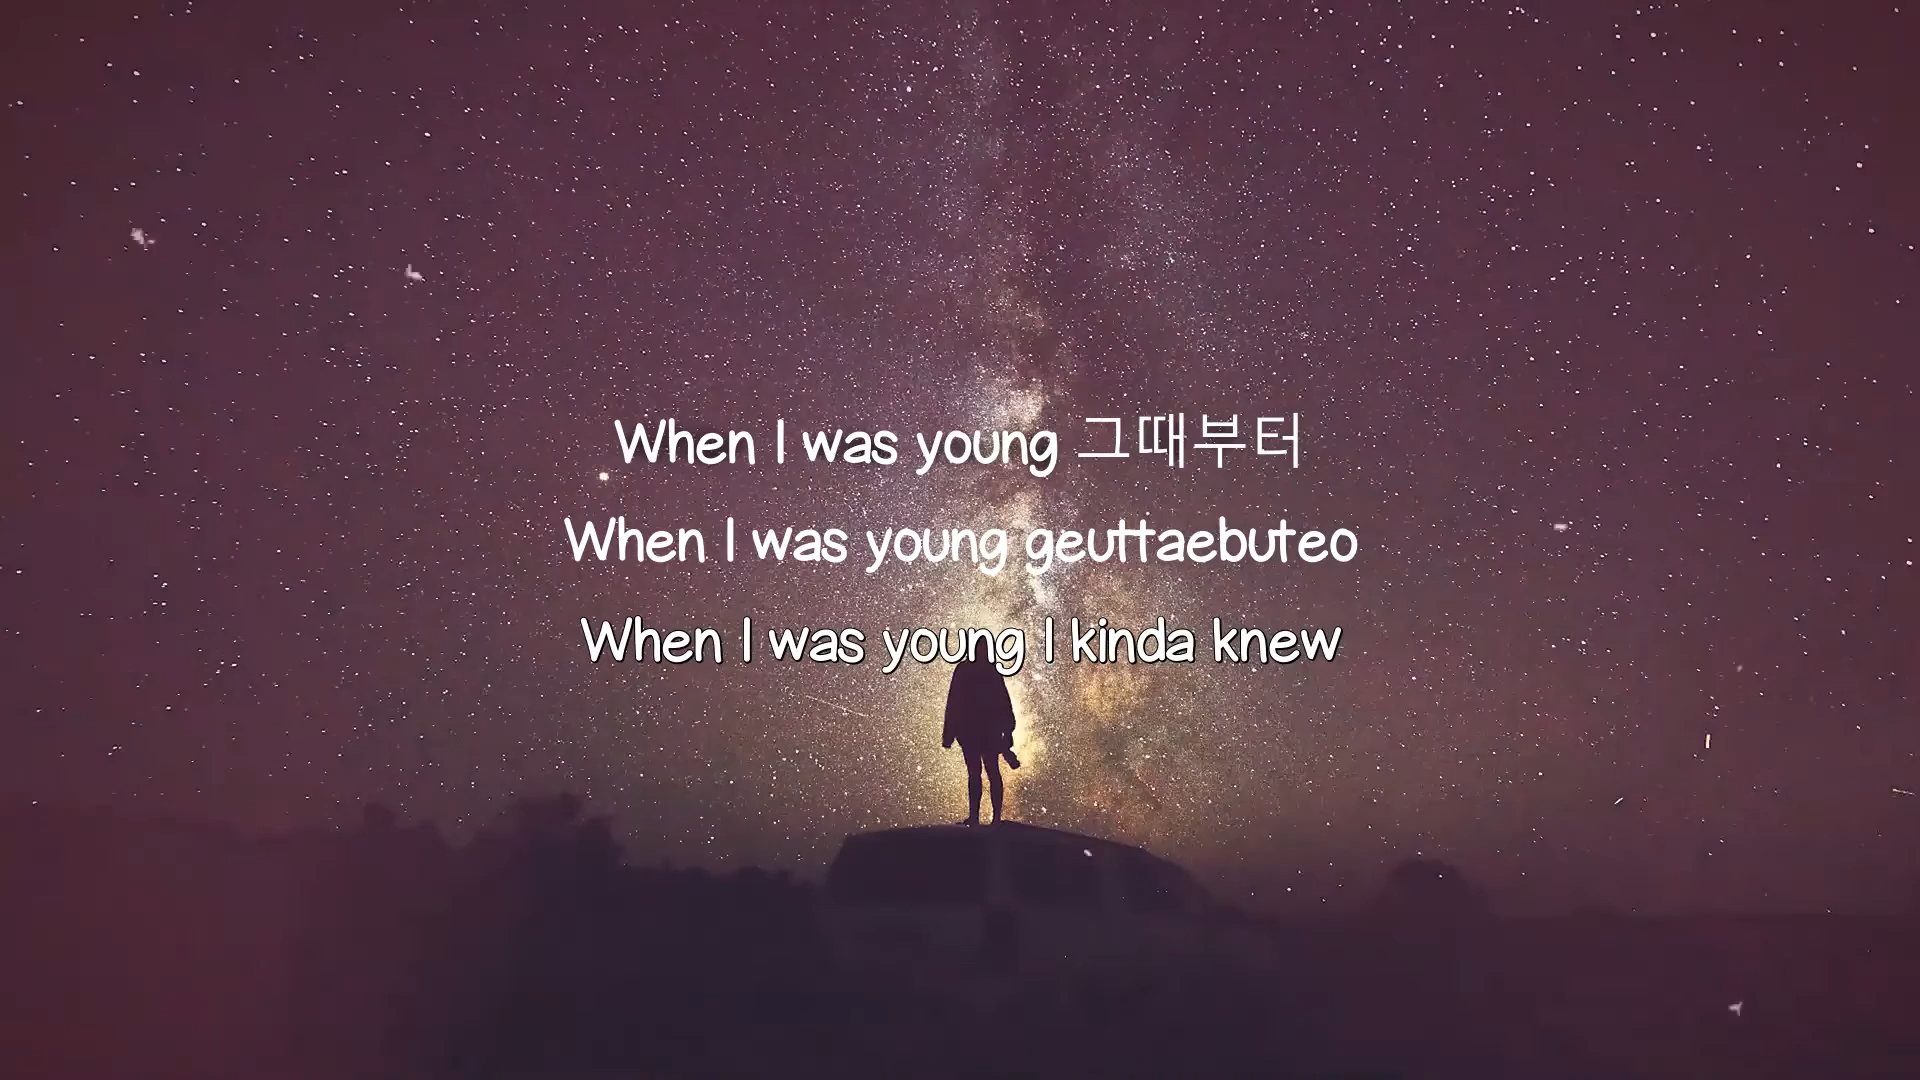 When I was young 그때부터
When I was young geuttaebuteo
When I was young I kinda knew